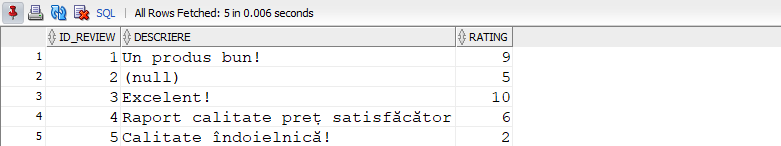 SQL | All Rows Fetched: 5 in 0.006 seconds
ID_REVIEW DESCRIERE RATING
1 1 Un produs bun! 9
2 2 (null) 5
3 3 Excelent! 10
4 4 Raport calitate preț satisfăcător 6
5 5 Calitate îndoielnică! 2